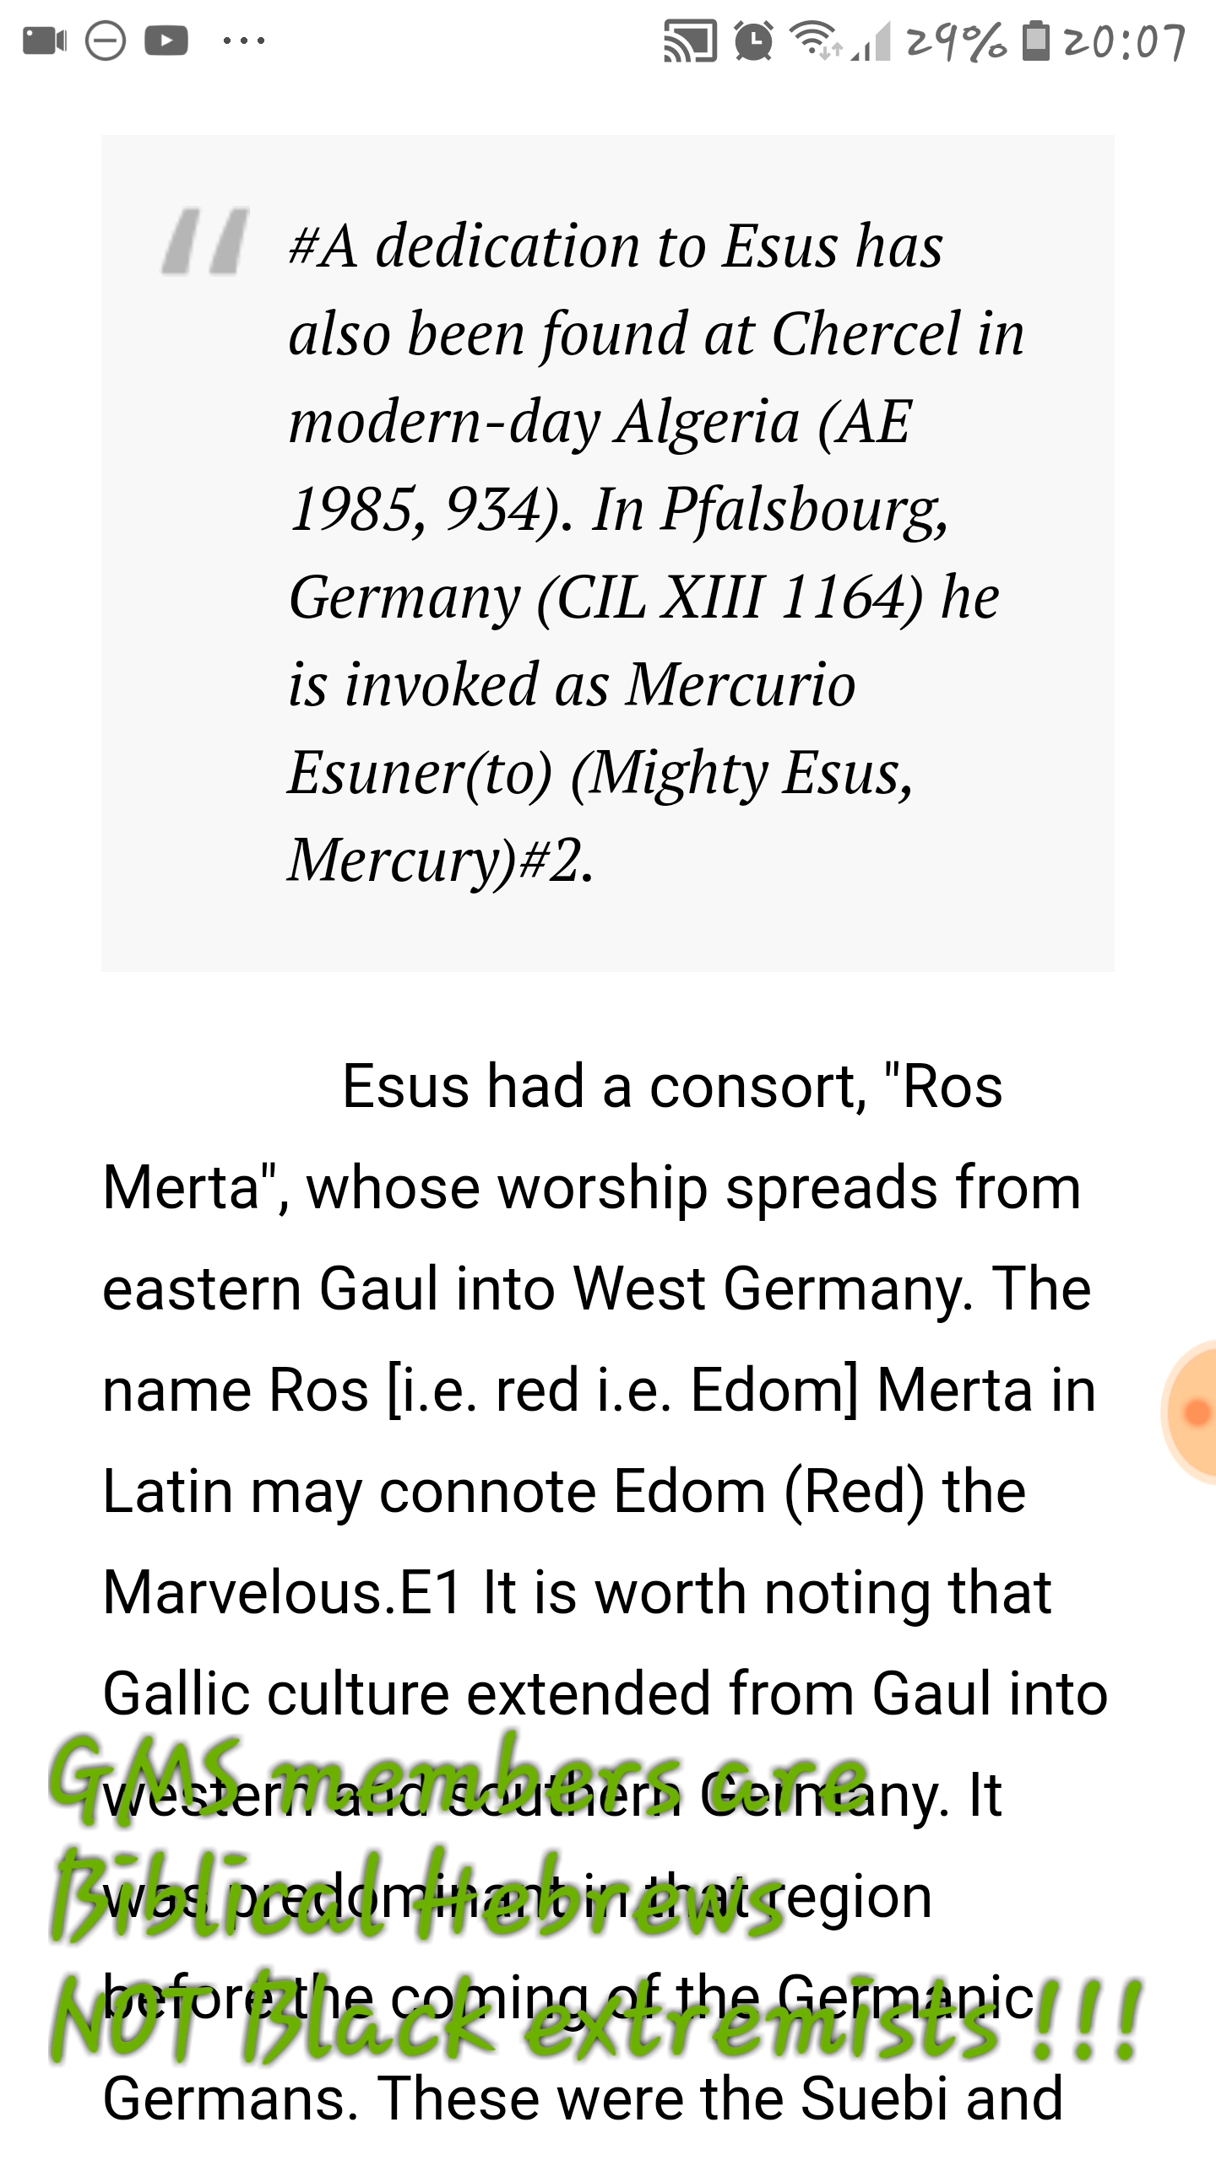 29% 20:07
“ #A dedication to Esus has
also been found at Chercel in
modern-day Algeria (AE
1985, 934). In Pfalsbourg,
Germany (CIL XIII 1164) he
is invoked as Mercurio
Esuner(to) (Mighty Esus,
Mercury)#2.
Esus had a consort, "Ros
Merta", whose worship spreads from
eastern Gaul into West Germany. The
name Ros [i.e. red i.e. Edom] Merta in
Latin may connote Edom (Red) the
Marvelous.E1 It is worth noting that
Gallic culture extended from Gaul into
western and southern Germany. It
was predominant in that region
before the coming of the Germanic
Germans. These were the Suebi and
GMS members are
Biblical Hebrews
NOT Black extremists !!!